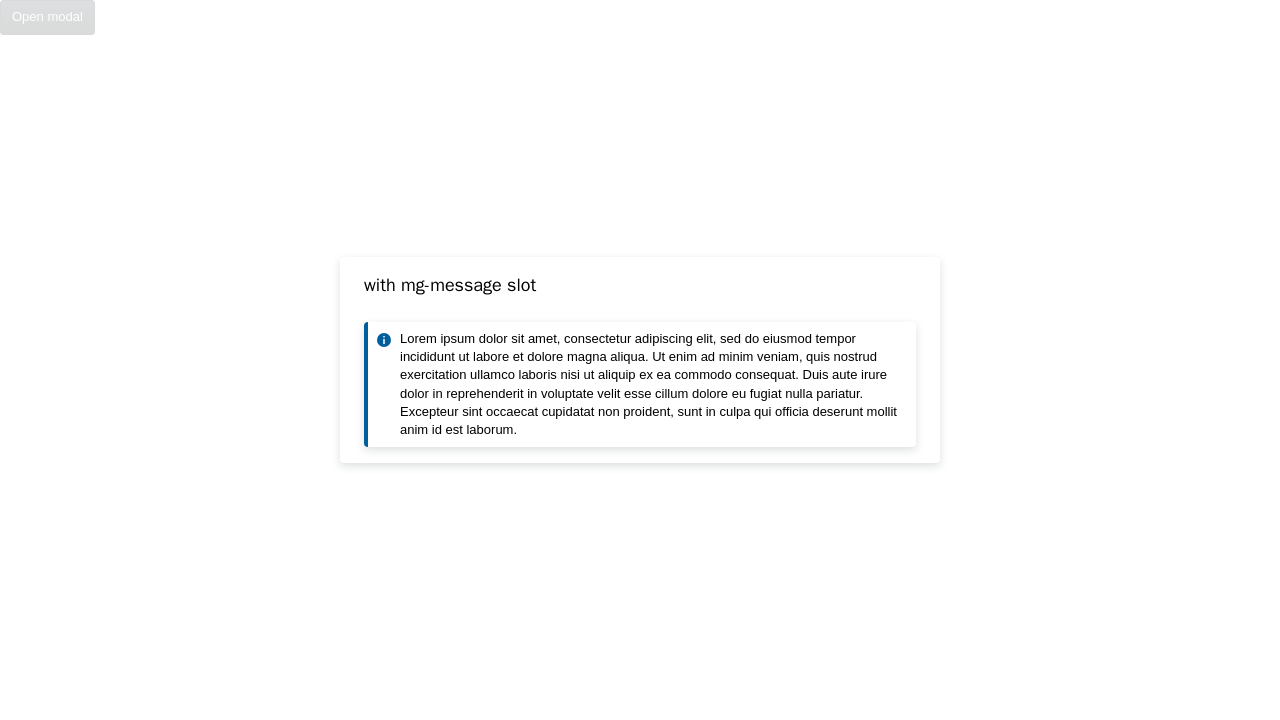 Open modal
with mg-message slot
Lorem ipsum dolor sit amet, consectetur adipiscing elit, sed do eiusmod tempor
incididunt ut labore et dolore magna aliqua. Ut enim ad minim veniam, quis nostrud
exercitation ullamco laboris nisi ut aliquip ex ea commodo consequat. Duis aute irure
dolor in reprehenderit in voluptate velit esse cillum dolore eu fugiat nulla pariatur.
Excepteur sint occaecat cupidatat non proident, sunt in culpa qui officia deserunt mollit
anim id est laborum.